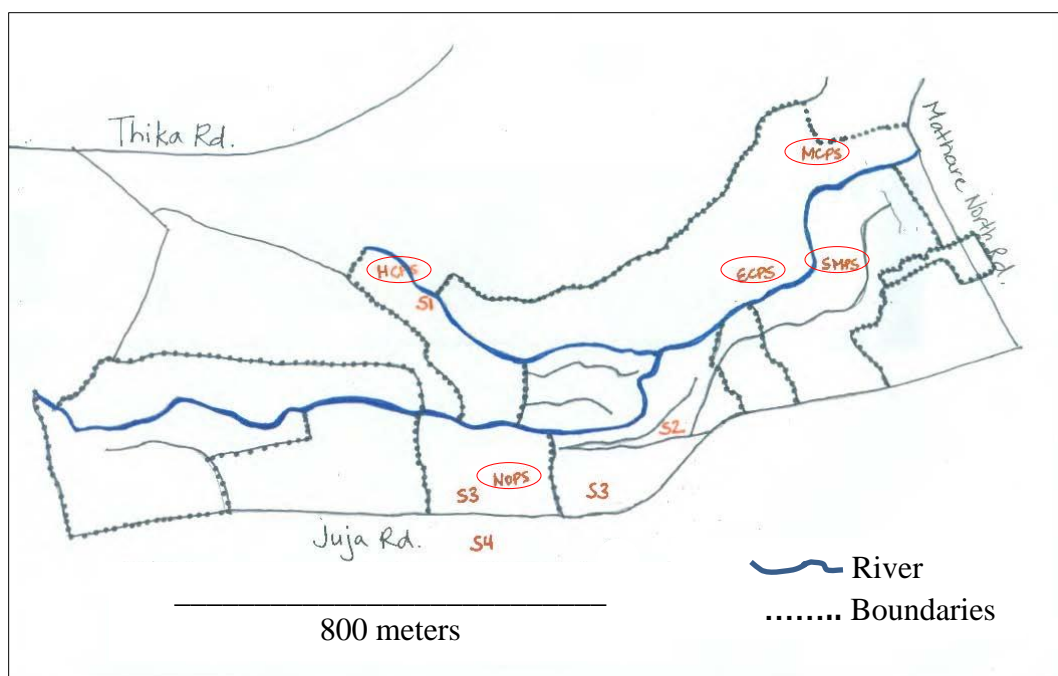 Thika Rd.
MCPS
Mathare North Rd.
HCPS
ECPS
SMPS
S1
S2
NDPS
S3
S3
Juja Rd.
S4
River
........ Boundaries
800 meters